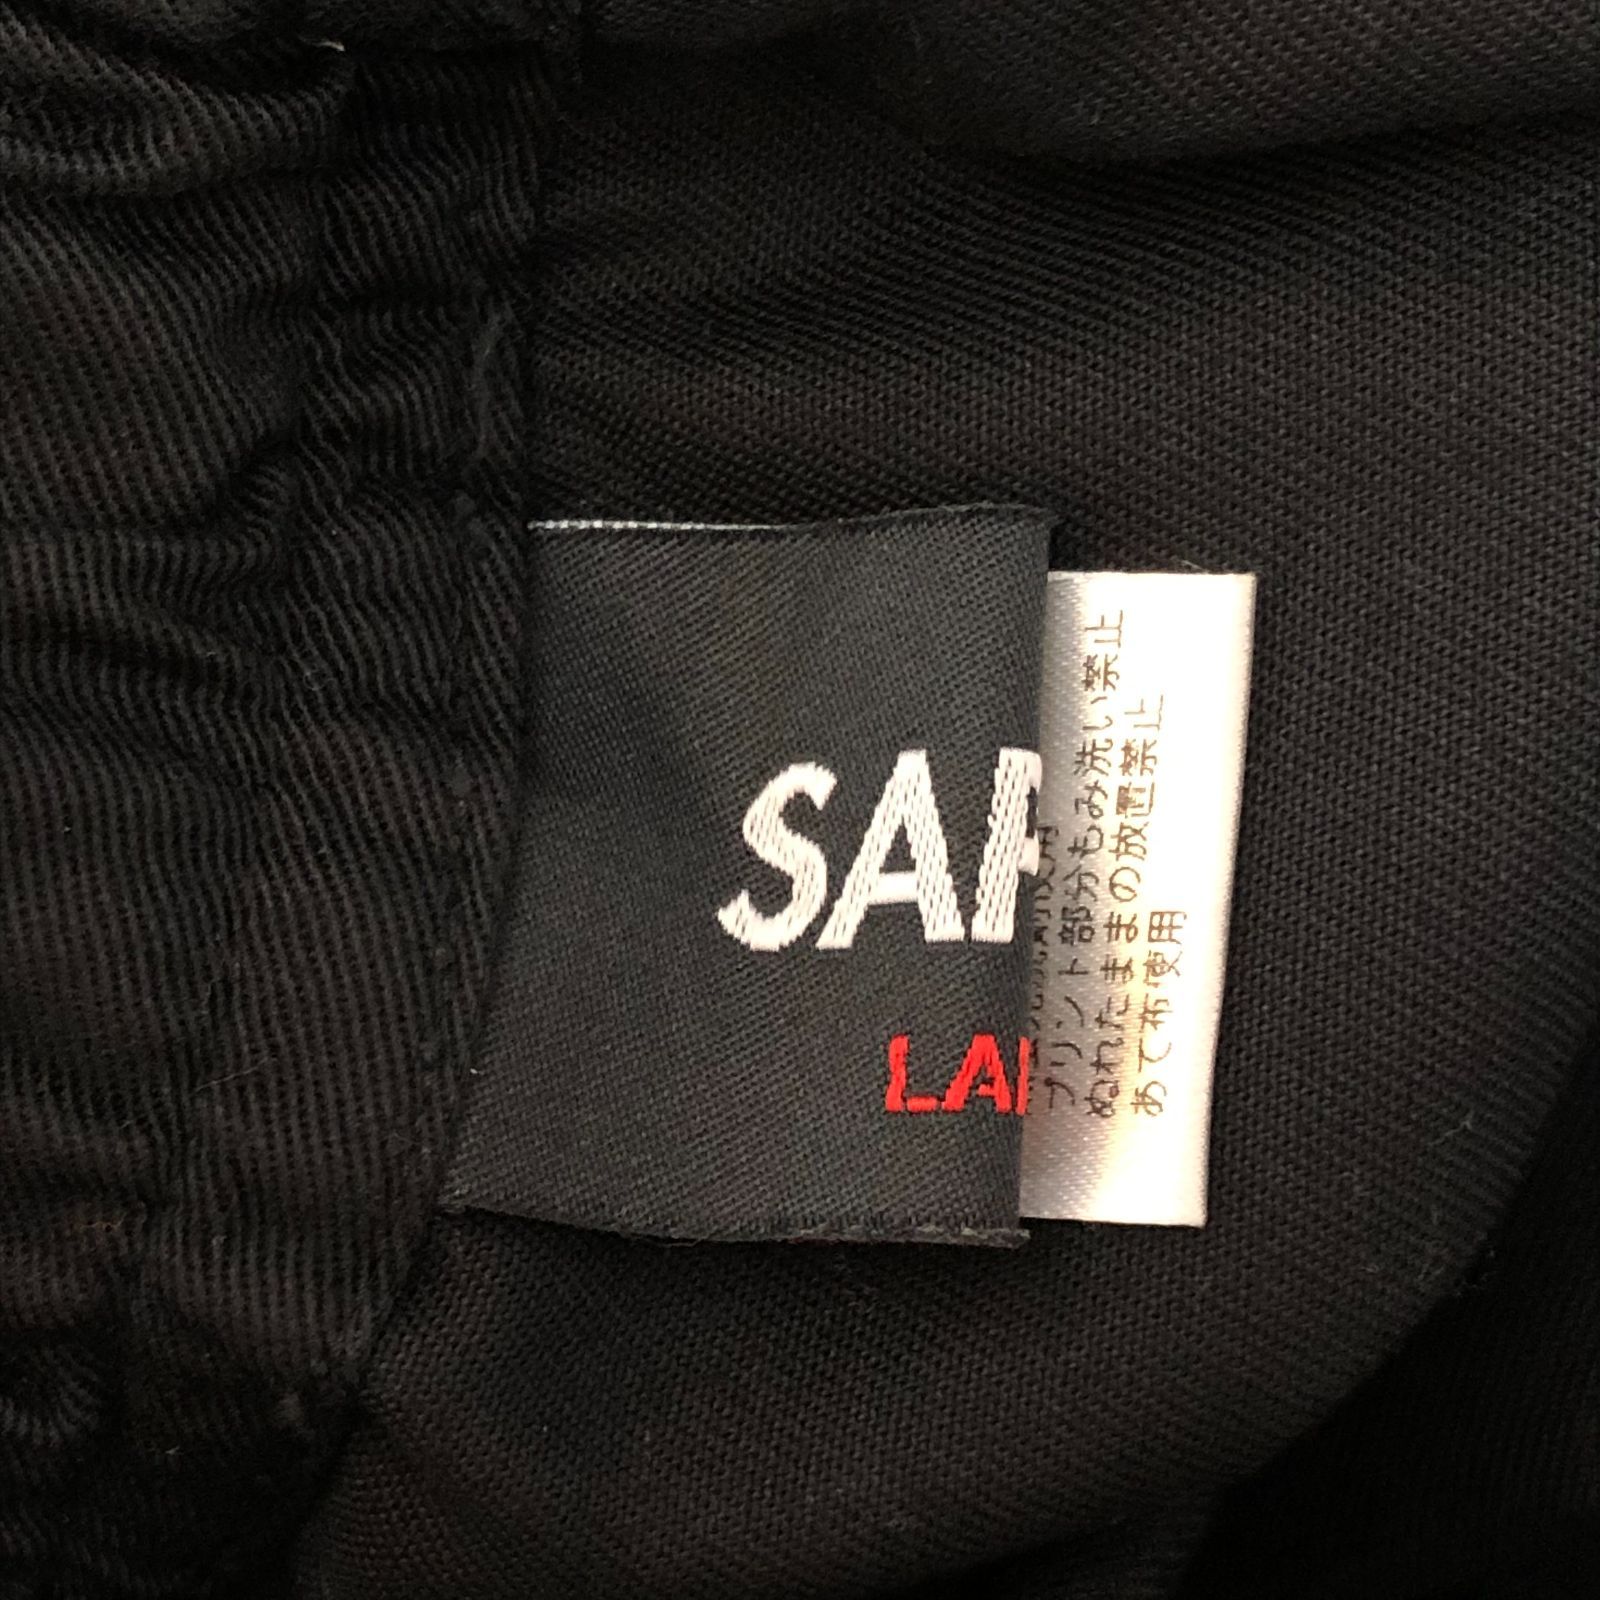 SAF
LAI
プリント部分もみ洗い禁止
ぬれたままの放置禁止
あて布使用